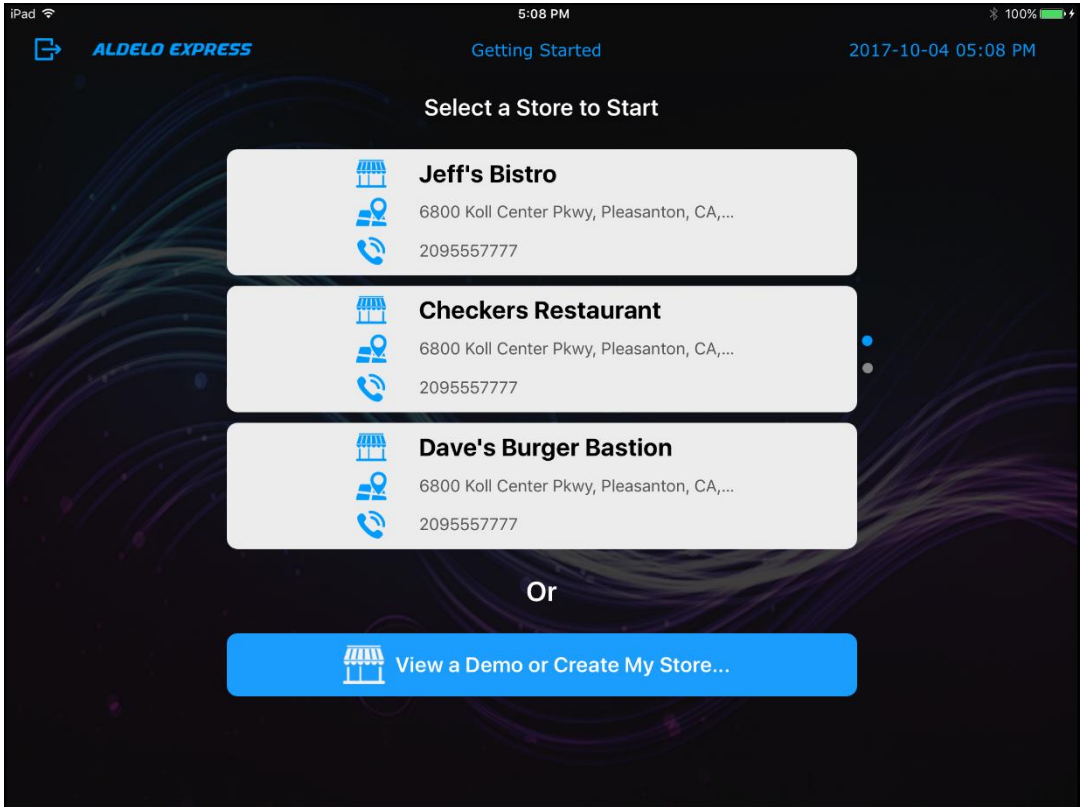 iPad 5:08 PM 100%
ALDELO EXPRESS Getting Started 2017-10-04 05:08 PM
Select a Store to Start
Jeff's Bistro
6800 Koll Center Pkwy, Pleasanton, CA,...
2095557777
Checkers Restaurant
6800 Koll Center Pkwy, Pleasanton, CA,...
2095557777
Dave's Burger Bastion
6800 Koll Center Pkwy, Pleasanton, CA,...
2095557777
Or
View a Demo or Create My Store...